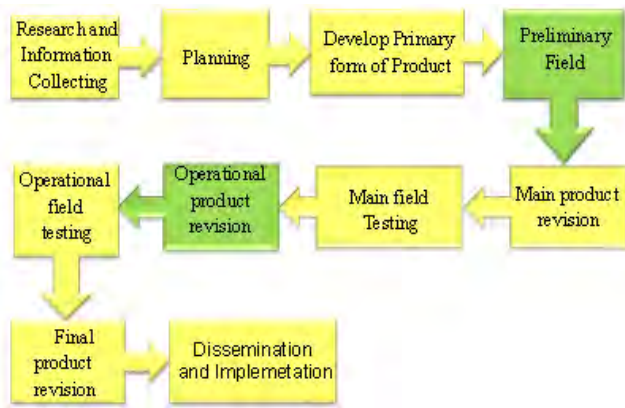 Research and
Information
Collecting
Planning
Develop Primary
form of Product
Preliminary
Field
Main product
revision
Main field
Testing
Operational
product
revision
Operational
field
testing
Final
product
revision
Dissemination
and Implemetation